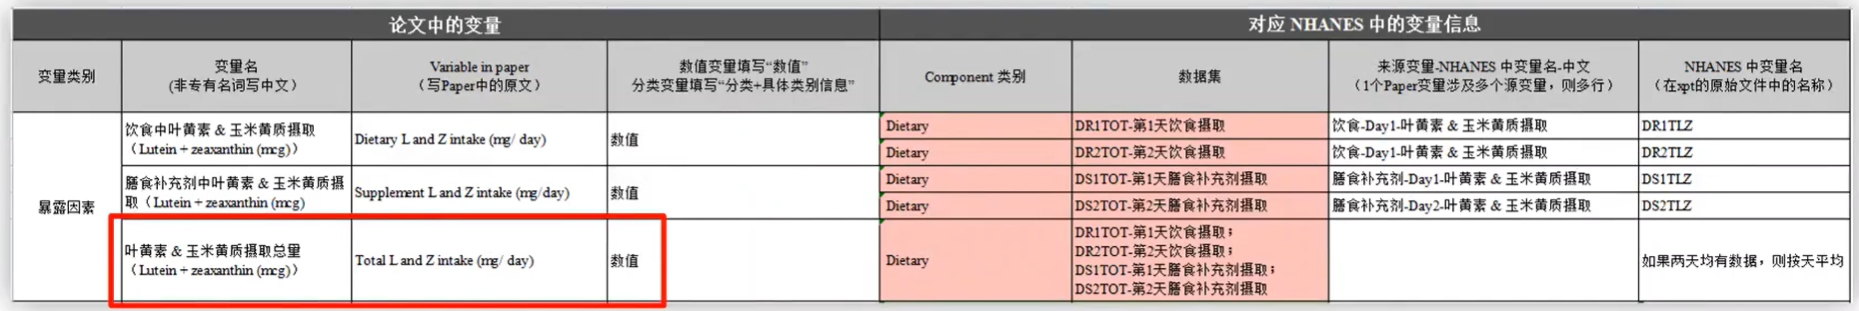 论文中的变量
对应 NHANES 中的变量信息
变量类别
变量名
(非专有名词写中文)
Variable in paper
（写Paper中的原文）
数值变量填写“数值”
分类变量填写“分类+具体类别信息”
Component 类别
数据集
来源变量-NHANES 中变量名-中文
（1个Paper变量涉及多个源变量，则多行）
NHANES 中变量名
（在xpt的原始文件中的名称）
暴露因素
饮食中叶黄素 & 玉米黄质摄取
（Lutein + zeaxanthin (mcg)）
Dietary L and Z intake (mg/ day)
数值
Dietary
DR1TOT-第1天饮食摄取
饮食-Day1-叶黄素 & 玉米黄质摄取
DR1TLZ
Dietary
DR2TOT-第2天饮食摄取
饮食-Day1-叶黄素 & 玉米黄质摄取
DR2TLZ
膳食补充剂中叶黄素 & 玉米黄质摄
取（Lutein + zeaxanthin (mcg)
Supplement L and Z intake (mg/day)
数值
Dietary
DS1TOT-第1天膳食补充剂摄取
膳食补充剂-Day1-叶黄素 & 玉米黄质摄取
DS1TLZ
Dietary
DS2TOT-第2天膳食补充剂摄取
膳食补充剂-Day2-叶黄素 & 玉米黄质摄取
DS2TLZ
叶黄素 & 玉米黄质摄取总量
（Lutein + zeaxanthin (mcg)）
Total L and Z intake (mg/ day)
数值
Dietary
DR1TOT-第1天饮食摄取；
DR2TOT-第2天饮食摄取；
DS1TOT-第1天膳食补充剂摄取；
DS2TOT-第2天膳食补充剂摄取
如果两天均有数据，则按天平均